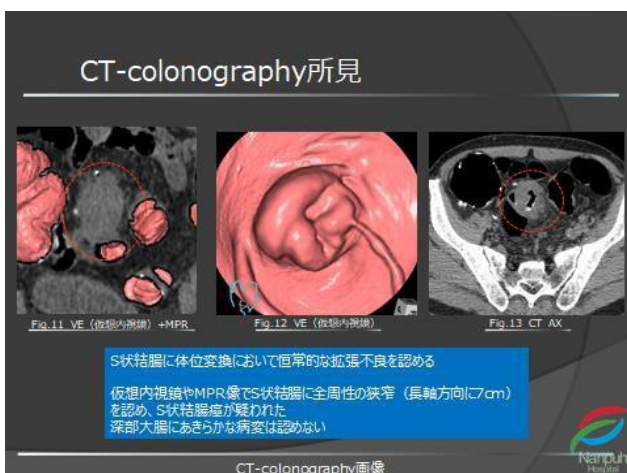 CT-colonography所見
Fig.11 VE（仮想内視鏡）+MPR
Fig.12 VE（仮想内視鏡）
Fig.13 CT AX
S状結腸に体位変換において恒常的な拡張不良を認める
仮想内視鏡やMPR像でS状結腸に全周性の狭窄（長軸方向に7cm）
を認め、S状結腸癌が疑われた
深部大腸にあきらかな病変は認めない
Nanpuh
Hospital
CT-colonography画像